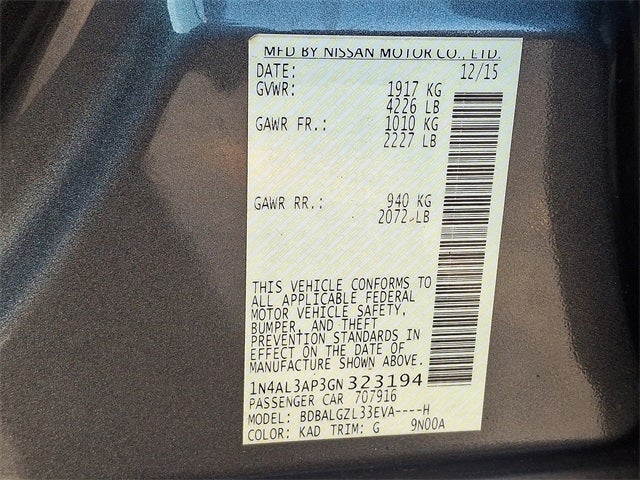 MFD BY NISSAN MOTOR CO., LTD.
DATE: 12/15
GVWR: 1917 KG
4226 LB
GAWR FR.: 1010 KG
2227 LB
GAWR RR.: 940 KG
2072 LB
THIS VEHICLE CONFORMS TO
ALL APPLICABLE FEDERAL
MOTOR VEHICLE SAFETY,
BUMPER, AND THEFT
PREVENTION STANDARDS IN
EFFECT ON THE DATE OF
MANUFACTURE SHOWN ABOVE.
1N4AL3AP3GN323194
PASSENGER CAR 707916
MODEL: BDBALGZL33EVA----H
COLOR: KAD TRIM: G 9N00A